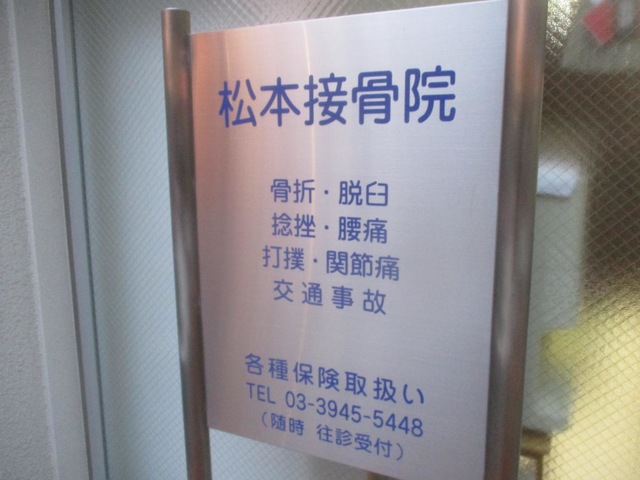 松本接骨院
骨折・脱臼
捻挫・腰痛
打撲・関節痛
交通事故
各種保険取扱い
TEL 03-3945-5448
(随時 往診受付)